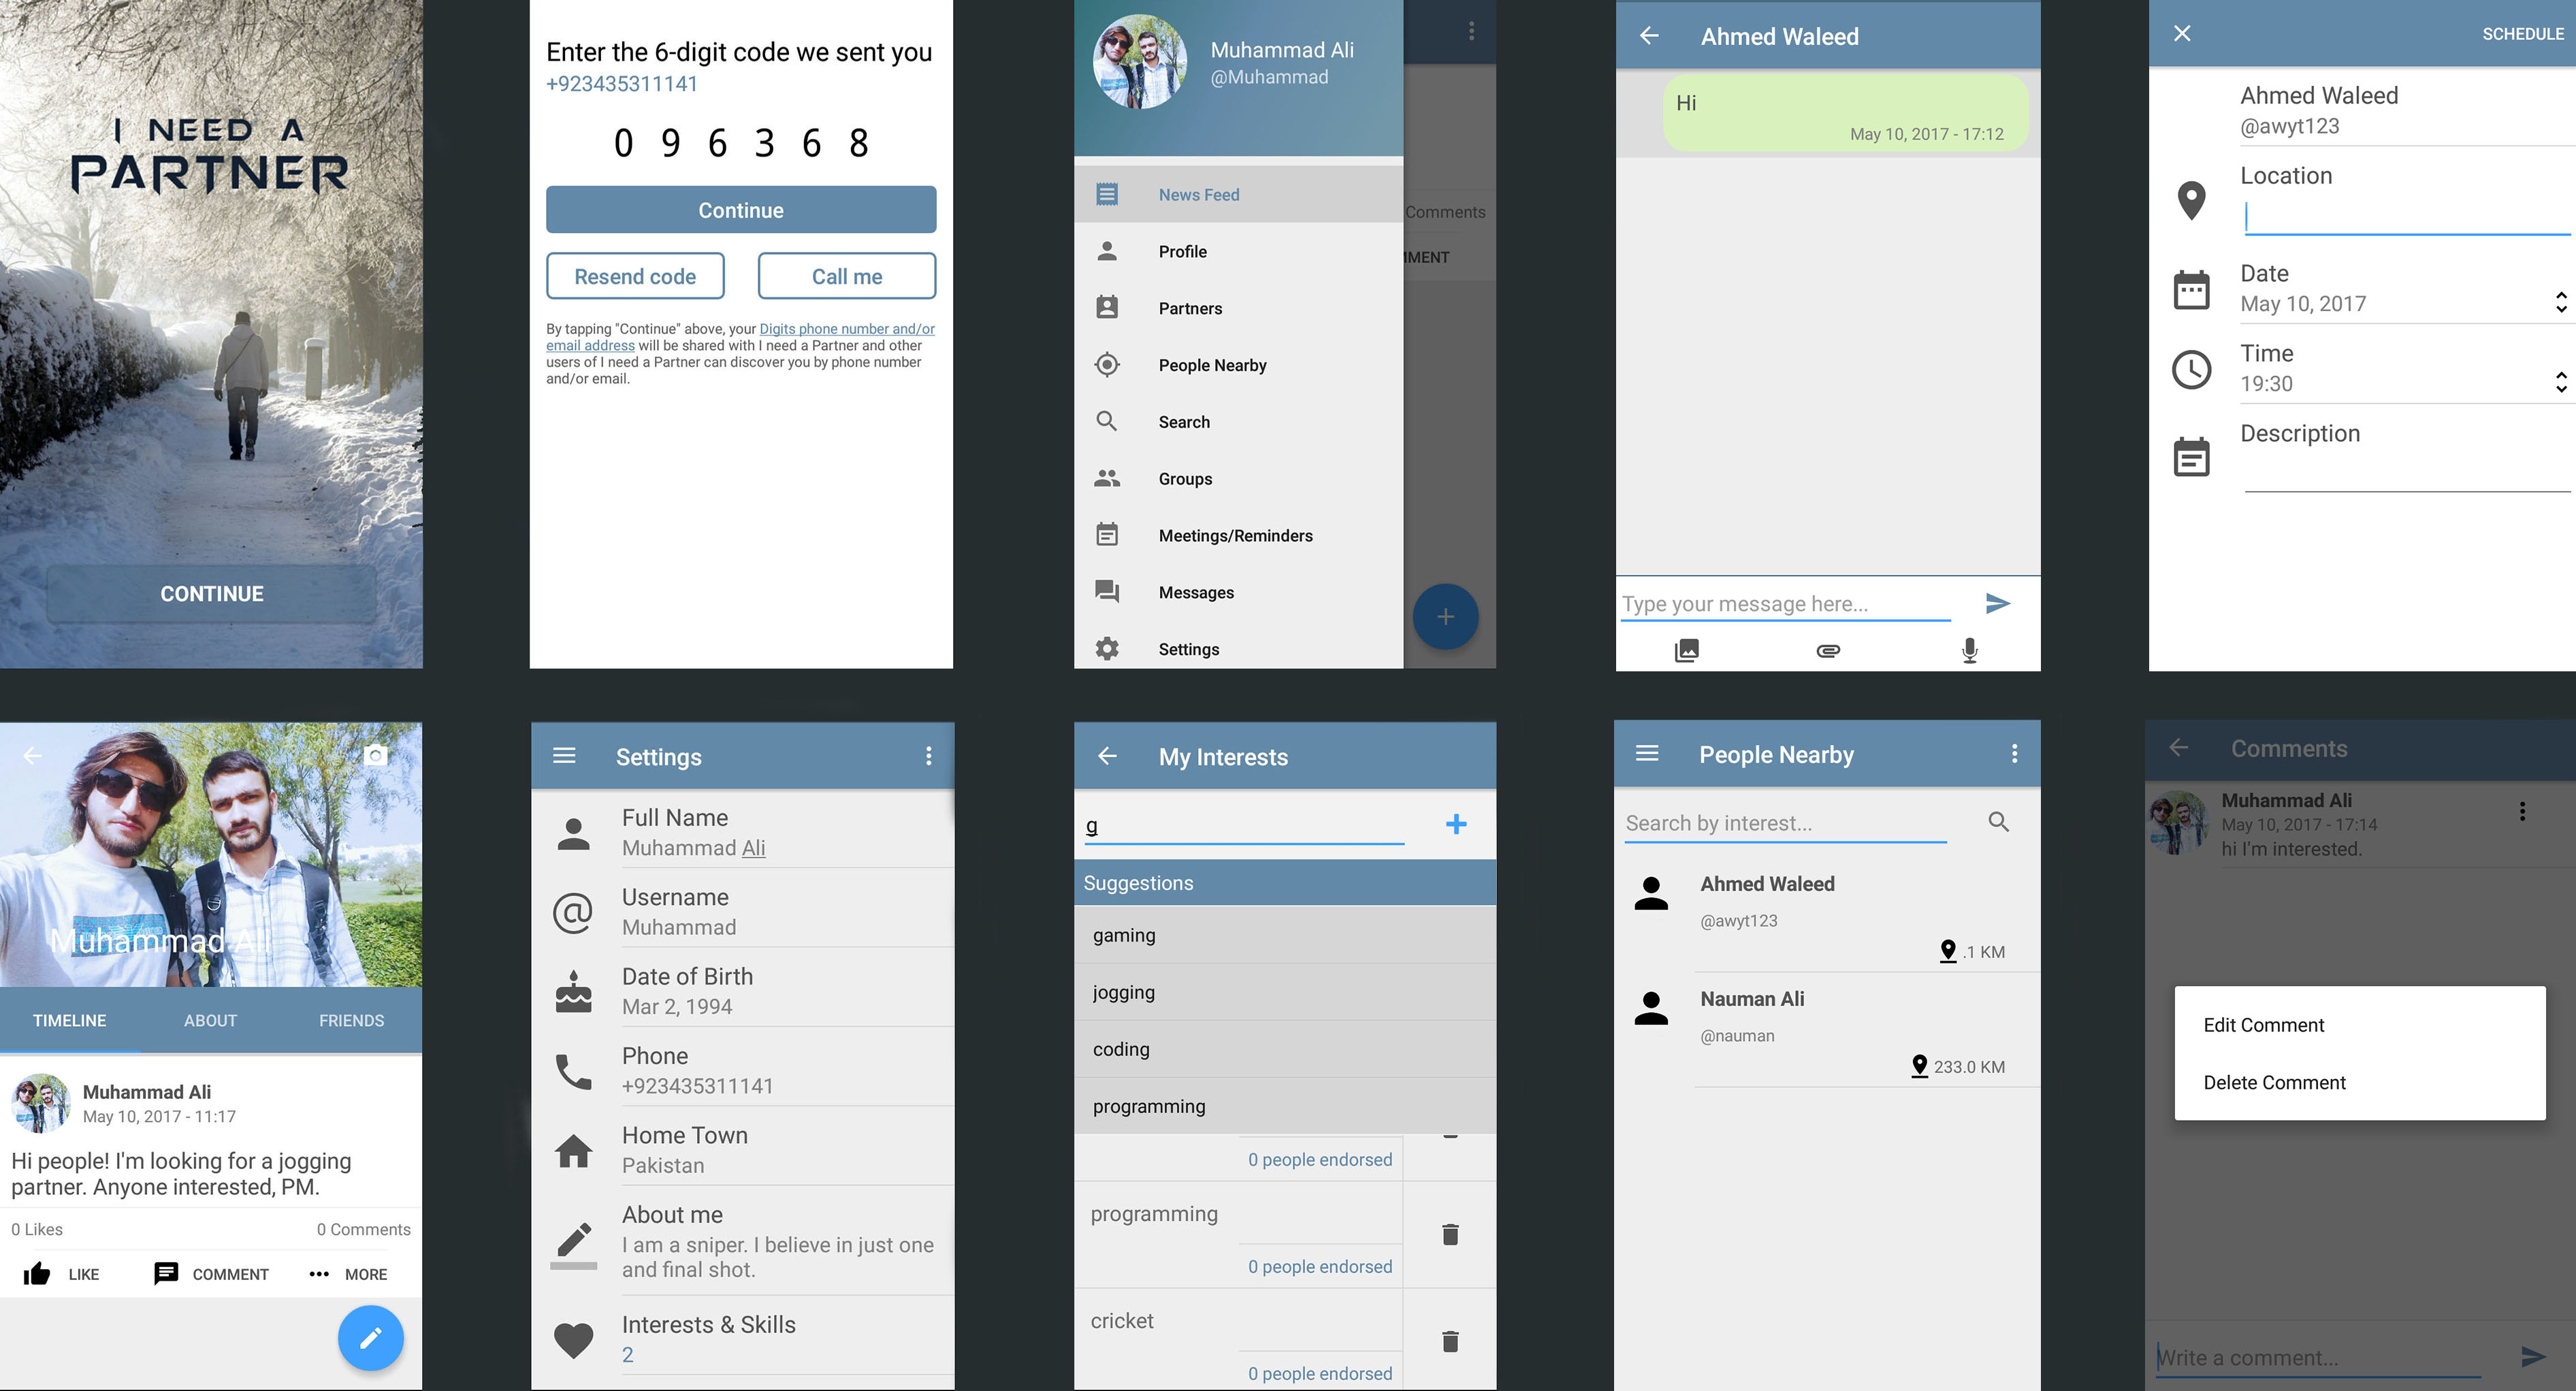 I NEED A
PARTNER
CONTINUE
Enter the 6-digit code we sent you
+923435311141
0 9 6 3 6 8
Continue
Resend code
Call me
By tapping "Continue" above, your Digits phone number and/or
email address will be shared with I need a Partner and other
users of I need a Partner can discover you by phone number
and/or email.
Muhammad Ali
@Muhammad
News Feed
Profile
Partners
People Nearby
Search
Groups
Meetings/Reminders
Messages
Settings
Comments
MMENT
Ahmed Waleed
Hi
May 10, 2017 - 17:12
Type your message here...
SCHEDULE
Ahmed Waleed
@awyt123
Location
Date
May 10, 2017
Time
19:30
Description
Muhammad Ali
TIMELINE
ABOUT
FRIENDS
Muhammad Ali
May 10, 2017 - 11:17
Hi people! I'm looking for a jogging
partner. Anyone interested, PM.
0 Likes
0 Comments
LIKE
COMMENT
MORE
Settings
Full Name
Muhammad Ali
Username
Muhammad
Date of Birth
Mar 2, 1994
Phone
+923435311141
Home Town
Pakistan
About me
I am a sniper. I believe in just one
and final shot.
Interests & Skills
2
My Interests
g
Suggestions
gaming
jogging
coding
programming
0 people endorsed
programming
0 people endorsed
cricket
0 people endorsed
People Nearby
Search by interest...
Ahmed Waleed
@awyt123
.1 KM
Nauman Ali
@nauman
233.0 KM
Comments
Muhammad Ali
May 10, 2017 - 17:14
hi I'm interested.
Edit Comment
Delete Comment
Write a comment...